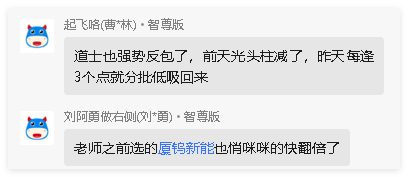 起飞咯(曹*林)·智尊版
道士也强势反包了，前天光头柱减了，昨天每逢
3个点就分批低吸回来
刘阿勇做右侧(刘*勇)·智尊版
老师之前选的厦钨新能也悄咪咪的快翻倍了